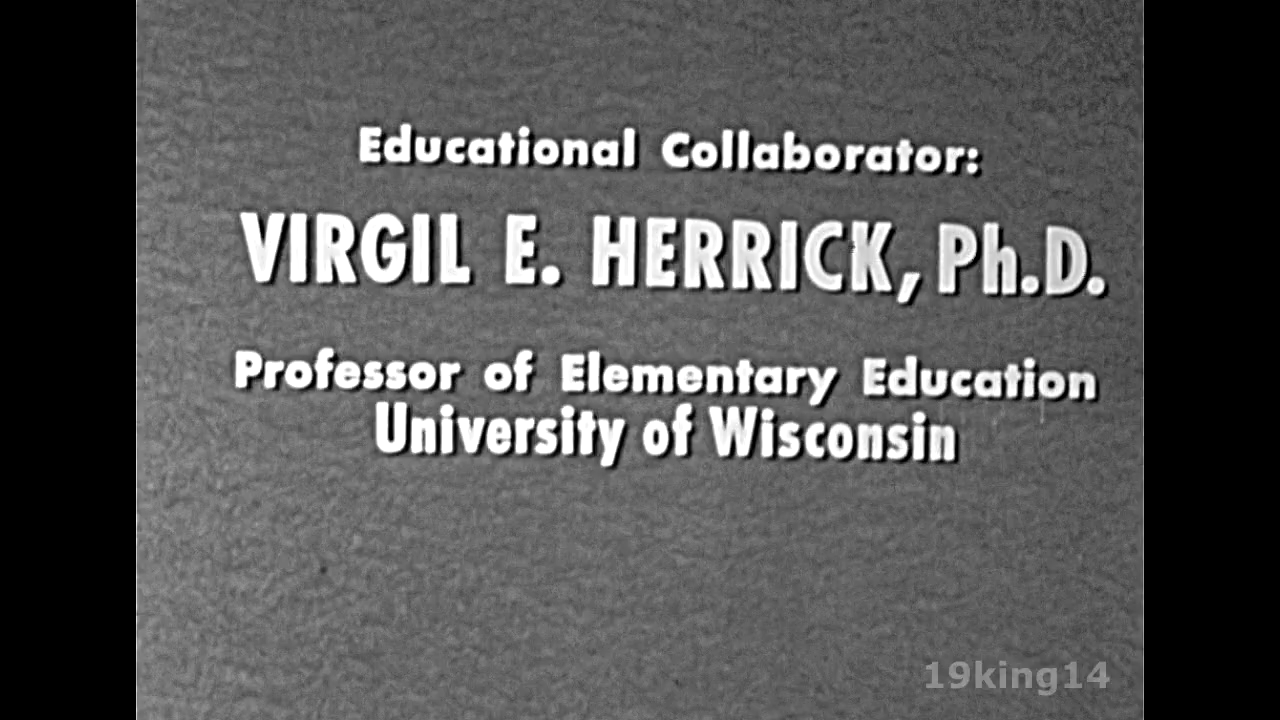 Educational Collaborator:
VIRGIL E. HERRICK, Ph.D.
Professor of Elementary Education
University of Wisconsin
19king14